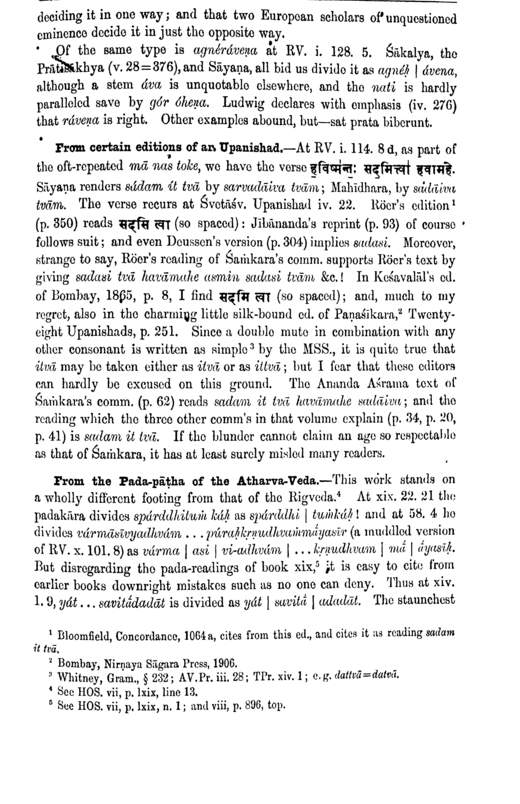 deciding it in one way; and that two European scholars of unquestioned
eminence decide it in just the opposite way.
Of the same type is agnérávena at RV. i. 128. 5. Śākalya, the
Prātiśākhya (v. 28=376), and Sāyaṇa, all bid us divide it as agnéḥ | ávena,
although a stem áva is unquotable elsewhere, and the nati is hardly
paralleled save by gór óheṇa. Ludwig declares with emphasis (iv. 276)
that ráveṇa is right. Other examples abound, but—sat prata biberunt.
From certain editions of an Upanishad.—At RV. i. 114. 8 d, as part of
the oft-repeated mā́ nas toke, we have the verse हविष्मन्तः सदमित्त्वा हवामहे.
Sāyaṇa renders sádam it tvā by sarvadāiva tvām; Mahīdhara, by sadāiva
tvām. The verse recurs at Śvetāśv. Upanishad iv. 22. Röer's edition¹
(p. 350) reads सद्सि त्वा (so spaced): Jībānanda's reprint (p. 93) of course
follows suit; and even Deussen's version (p. 304) implies sadasi. Moreover,
strange to say, Röer's reading of Śaṁkara's comm. supports Röer's text by
giving sadasi tvā havāmahe asmin sadasi tvām &c.! In Keśavalāl's ed.
of Bombay, 1865, p. 8, I find सद्मि त्वा (so spaced); and, much to my
regret, also in the charming little silk-bound ed. of Paṇaśīkara,² Twenty-
eight Upanishads, p. 251. Since a double mute in combination with any
other consonant is written as simple³ by the MSS., it is quite true that
itvā may be taken either as itvā or as ittvā; but I fear that these editors
can hardly be excused on this ground. The Ānanda Āśrama text of
Śaṁkara's comm. (p. 62) reads sadam it tvā havāmahe sadāiva; and the
reading which the three other comm's in that volume explain (p. 34, p. 20,
p. 41) is sadam it tvā. If the blunder cannot claim an age so respectable
as that of Śaṁkara, it has at least surely misled many readers.
From the Pada-pāṭha of the Atharva-Veda.—This work stands on
a wholly different footing from that of the Rigveda.⁴ At xix. 22. 21 the
padakāra divides spárddhituṁ káḥ as spárddhi | tuṁkáḥ! and at 58. 4 he
divides vármāsīvyadhvám . . . púraḥkṛṇudhvaṁmā́yasīr (a muddled version
of RV. x. 101. 8) as várma | asi | vi-adhvám | . . . kṛṇudhvam | mā́ | ā́yasīḥ.
But disregarding the pada-readings of book xix,⁵ it is easy to cite from
earlier books downright mistakes such as no one can deny. Thus at xiv.
1. 9, yát . . . savitā́dadāt is divided as yát | savitā́ | adadāt. The staunchest
¹ Bloomfield, Concordance, 1064 a, cites from this ed., and cites it as reading sadam
it tvā.
² Bombay, Nirṇaya Sāgara Press, 1906.
³ Whitney, Gram., § 232; AV.Pr. iii. 28; TPr. xiv. 1; e. g. dattvā=datvā.
⁴ See HOS. vii, p. lxix, line 13.
⁵ See HOS. vii, p. lxix, n. 1; and viii, p. 896, top.